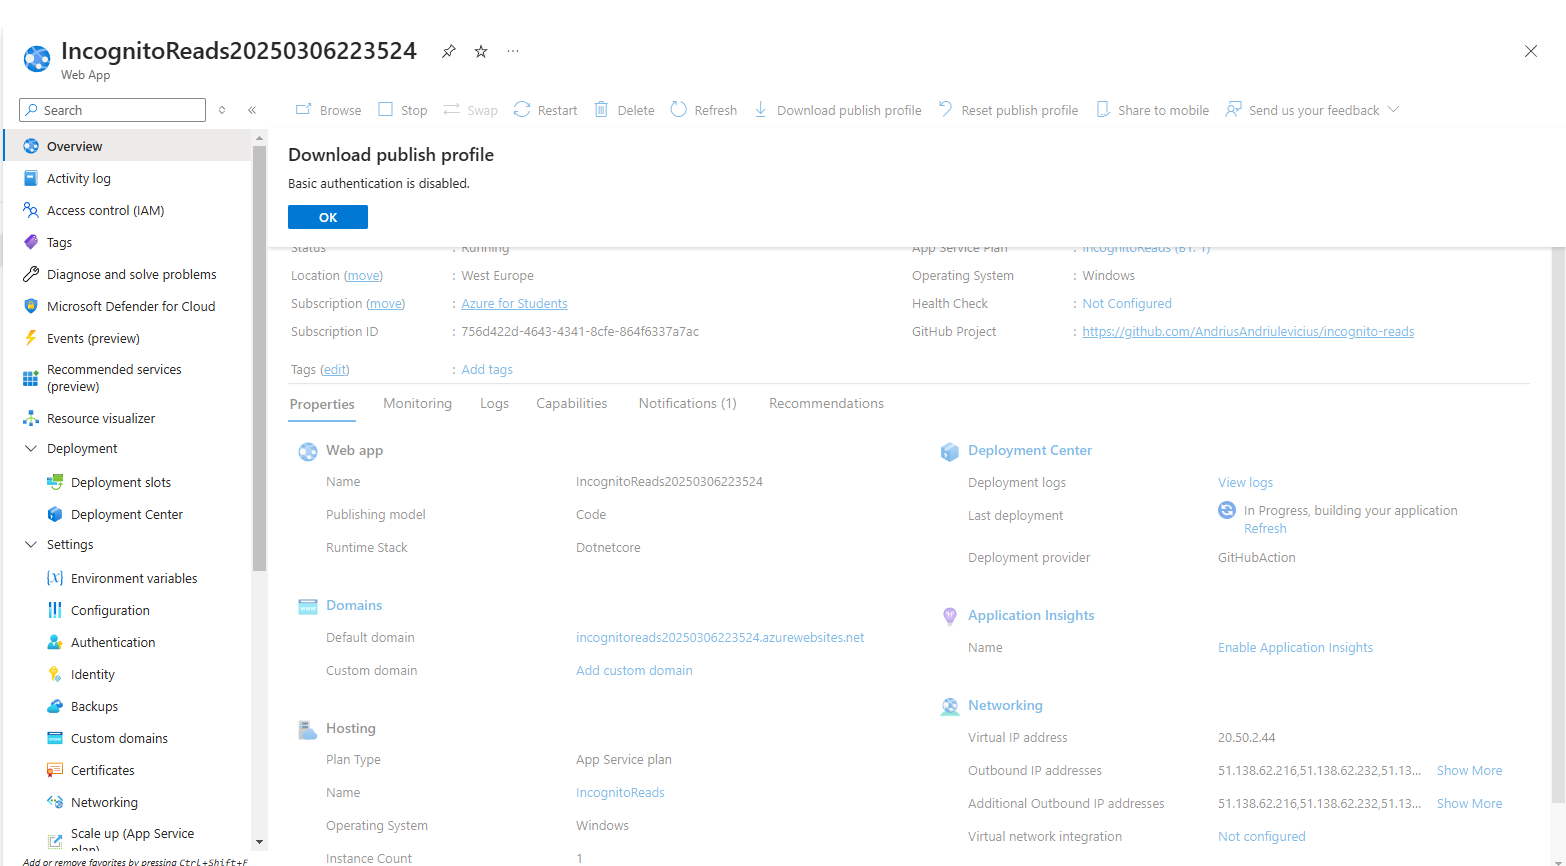 IncognitoReads20250306223524
Web App
Search
Browse
Stop
Swap
Restart
Delete
Refresh
Download publish profile
Reset publish profile
Share to mobile
Send us your feedback
Overview
Activity log
Access control (IAM)
Tags
Diagnose and solve problems
Microsoft Defender for Cloud
Events (preview)
Recommended services
(preview)
Resource visualizer
Deployment
Deployment slots
Deployment Center
Settings
Environment variables
Configuration
Authentication
Identity
Backups
Custom domains
Certificates
Networking
Scale up (App Service
plan)
Add or remove favorites by pressing Ctrl+Shift+F
Download publish profile
Basic authentication is disabled.
OK
Status : Running
Location (move) : West Europe
Subscription (move) : Azure for Students
Subscription ID : 756d422d-4643-4341-8cfe-864f6337a7ac
App Service Plan : IncognitoReads (B1: 1)
Operating System : Windows
Health Check : Not Configured
GitHub Project : https://github.com/AndriusAndriulevicius/incognito-reads
Tags (edit) : Add tags
Properties
Monitoring
Logs
Capabilities
Notifications (1)
Recommendations
Web app
Name IncognitoReads20250306223524
Publishing model Code
Runtime Stack Dotnetcore
Domains
Default domain incognitoreads20250306223524.azurewebsites.net
Custom domain Add custom domain
Hosting
Plan Type App Service plan
Name IncognitoReads
Operating System Windows
Instance Count 1
Deployment Center
Deployment logs View logs
Last deployment In Progress, building your application
Refresh
Deployment provider GitHubAction
Application Insights
Name Enable Application Insights
Networking
Virtual IP address 20.50.2.44
Outbound IP addresses 51.138.62.216,51.138.62.232,51.13... Show More
Additional Outbound IP addresses 51.138.62.216,51.138.62.232,51.13... Show More
Virtual network integration Not configured